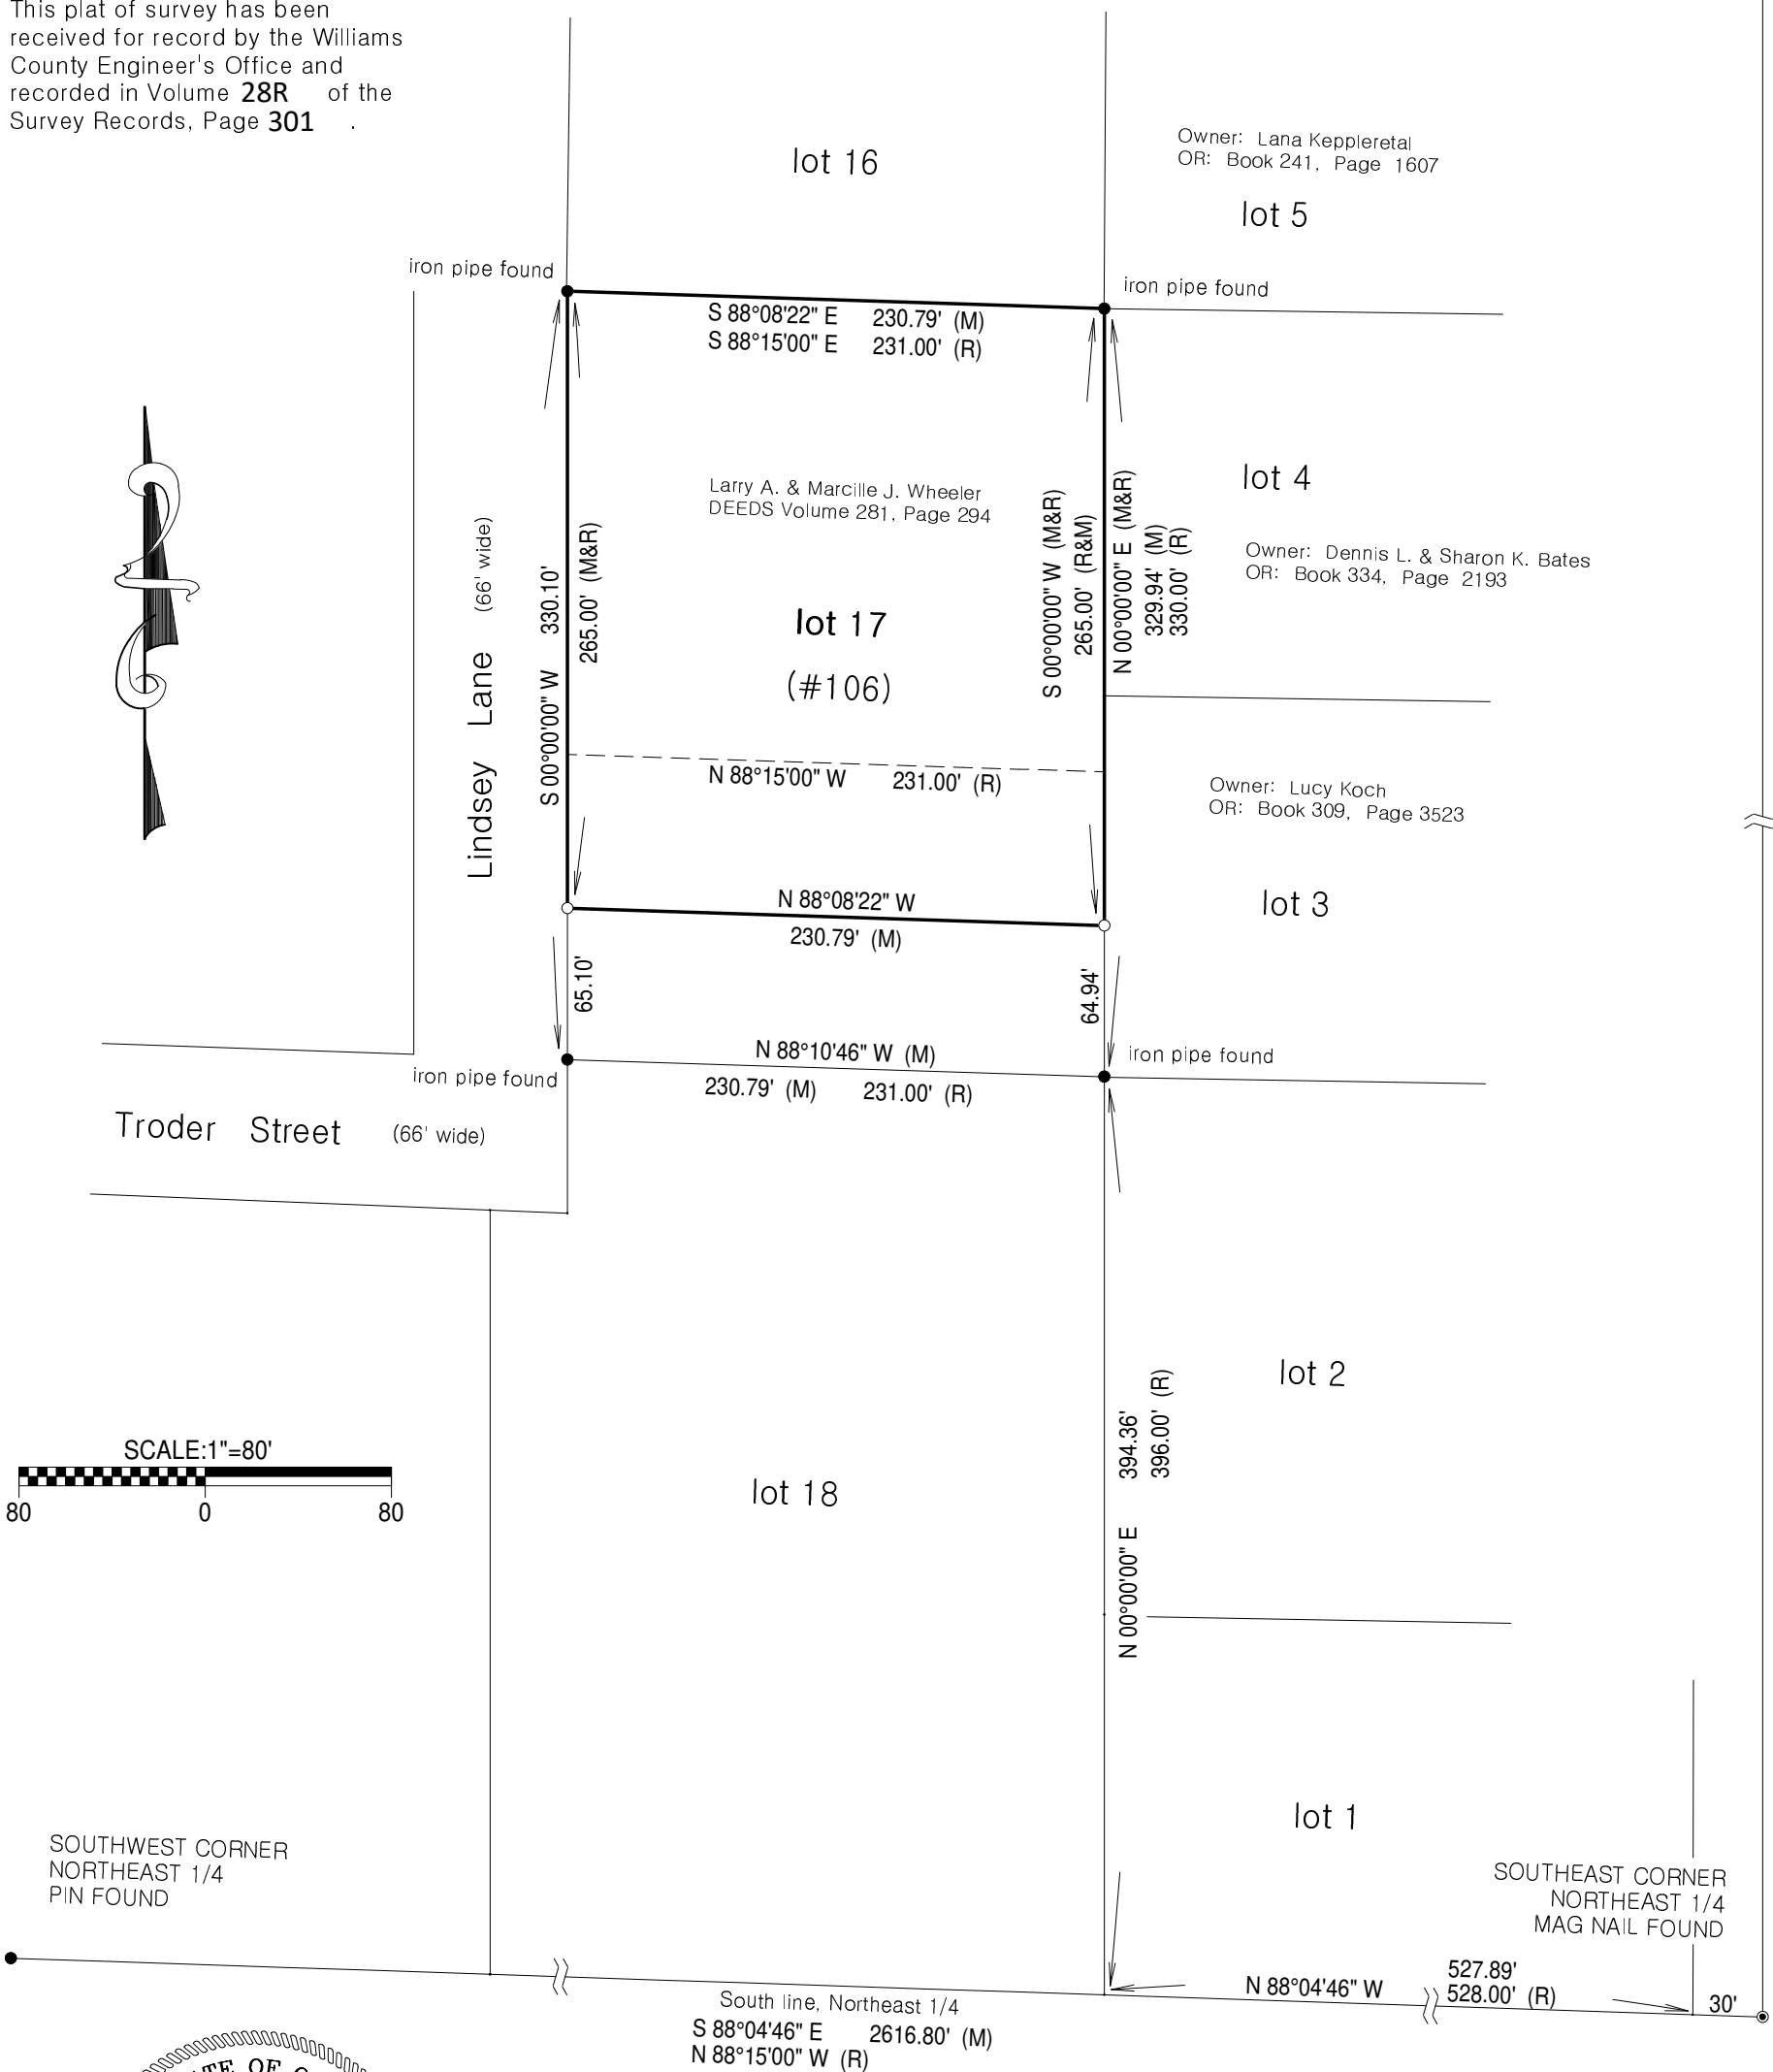 This plat of survey has been
received for record by the Williams
County Engineer's Office and
recorded in Volume 28R of the
Survey Records, Page 301 .
lot 16
Owner: Lana Keppleretal
OR: Book 241, Page 1607
lot 5
iron pipe found
iron pipe found
S 88°08'22" E 230.79' (M)
S 88°15'00" E 231.00' (R)
Larry A. & Marcille J. Wheeler
DEEDS Volume 281, Page 294
lot 17
(#106)
Lindsey Lane (66' wide)
S 00°00'00" W 330.10'
265.00' (M&R)
S 00°00'00" W (M&R)
265.00' (R&M)
N 00°00'00" E (M&R)
329.94' (M)
330.00' (R)
lot 4
Owner: Dennis L. & Sharon K. Bates
OR: Book 334, Page 2193
N 88°15'00" W 231.00' (R)
Owner: Lucy Koch
OR: Book 309, Page 3523
lot 3
N 88°08'22" W
230.79' (M)
65.10'
64.94'
N 88°10'46" W (M)
230.79' (M) 231.00' (R)
iron pipe found
iron pipe found
Troder Street (66' wide)
lot 2
394.36'
396.00' (R)
N 00°00'00" E
SCALE:1"=80'
80 0 80
lot 18
lot 1
SOUTHWEST CORNER
NORTHEAST 1/4
PIN FOUND
SOUTHEAST CORNER
NORTHEAST 1/4
MAG NAIL FOUND
N 88°04'46" W
527.89'
528.00' (R)
30'
South line, Northeast 1/4
S 88°04'46" E 2616.80' (M)
N 88°15'00" W (R)
OF